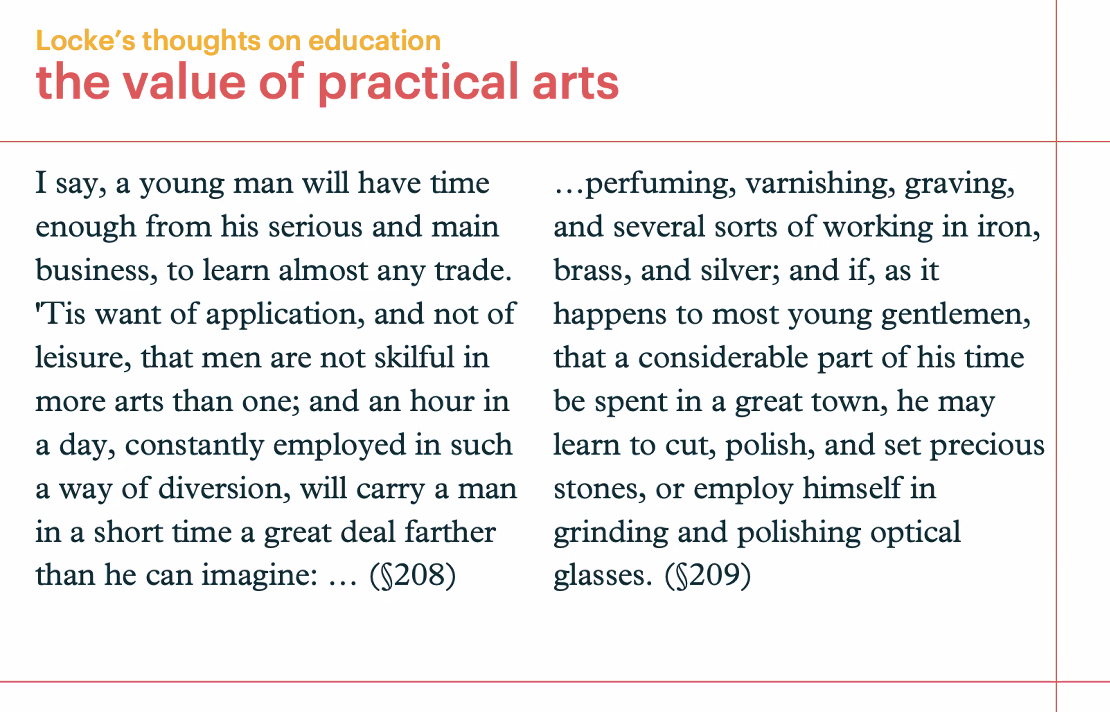 Locke’s thoughts on education
the value of practical arts
I say, a young man will have time
enough from his serious and main
business, to learn almost any trade.
'Tis want of application, and not of
leisure, that men are not skilful in
more arts than one; and an hour in
a day, constantly employed in such
a way of diversion, will carry a man
in a short time a great deal farther
than he can imagine: … (§208)
…perfuming, varnishing, graving,
and several sorts of working in iron,
brass, and silver; and if, as it
happens to most young gentlemen,
that a considerable part of his time
be spent in a great town, he may
learn to cut, polish, and set precious
stones, or employ himself in
grinding and polishing optical
glasses. (§209)